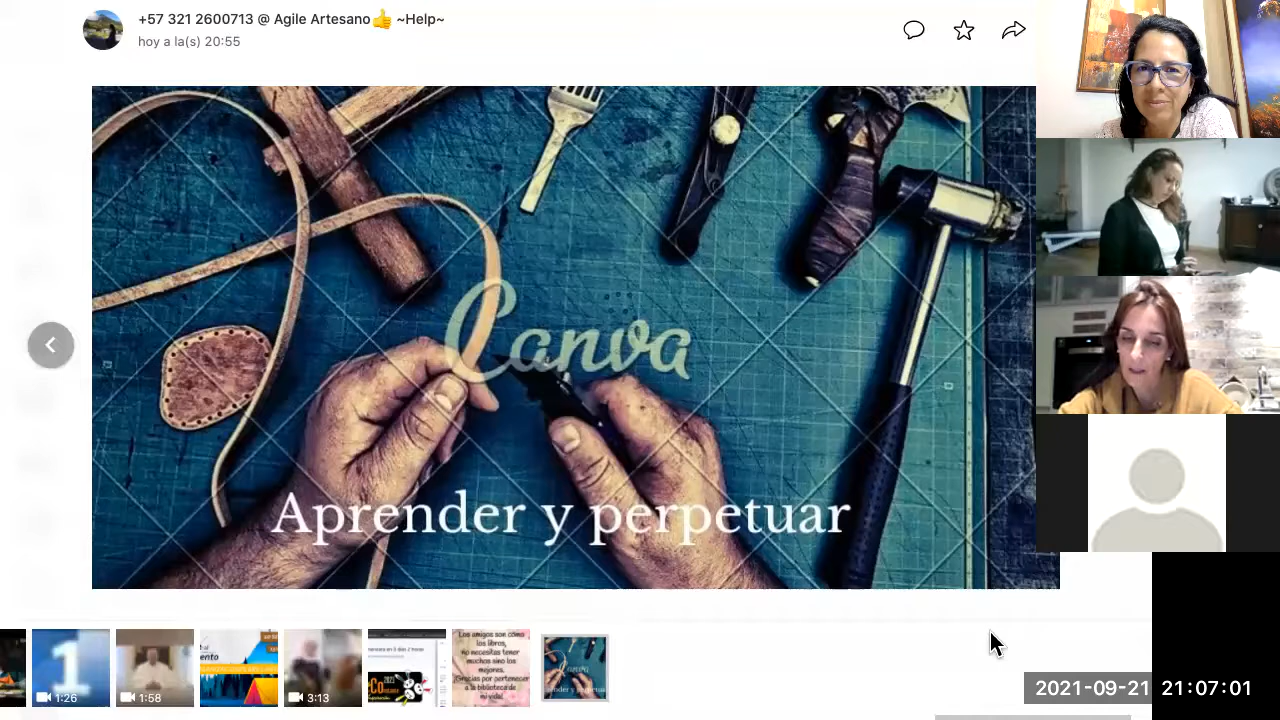 +57 321 2600713 @ Agile Artesano👍 ~Help~
hoy a la(s) 20:55
Canva
Aprender y perpetuar
1
1:26
1:58
3:13
Los amigos son como
los libros,
No necesitas tener
muchos sino los
mejores.
¡Gracias por pertenecer
a la biblioteca de
mi vida!
Canva
2021-09-21 21:07:01